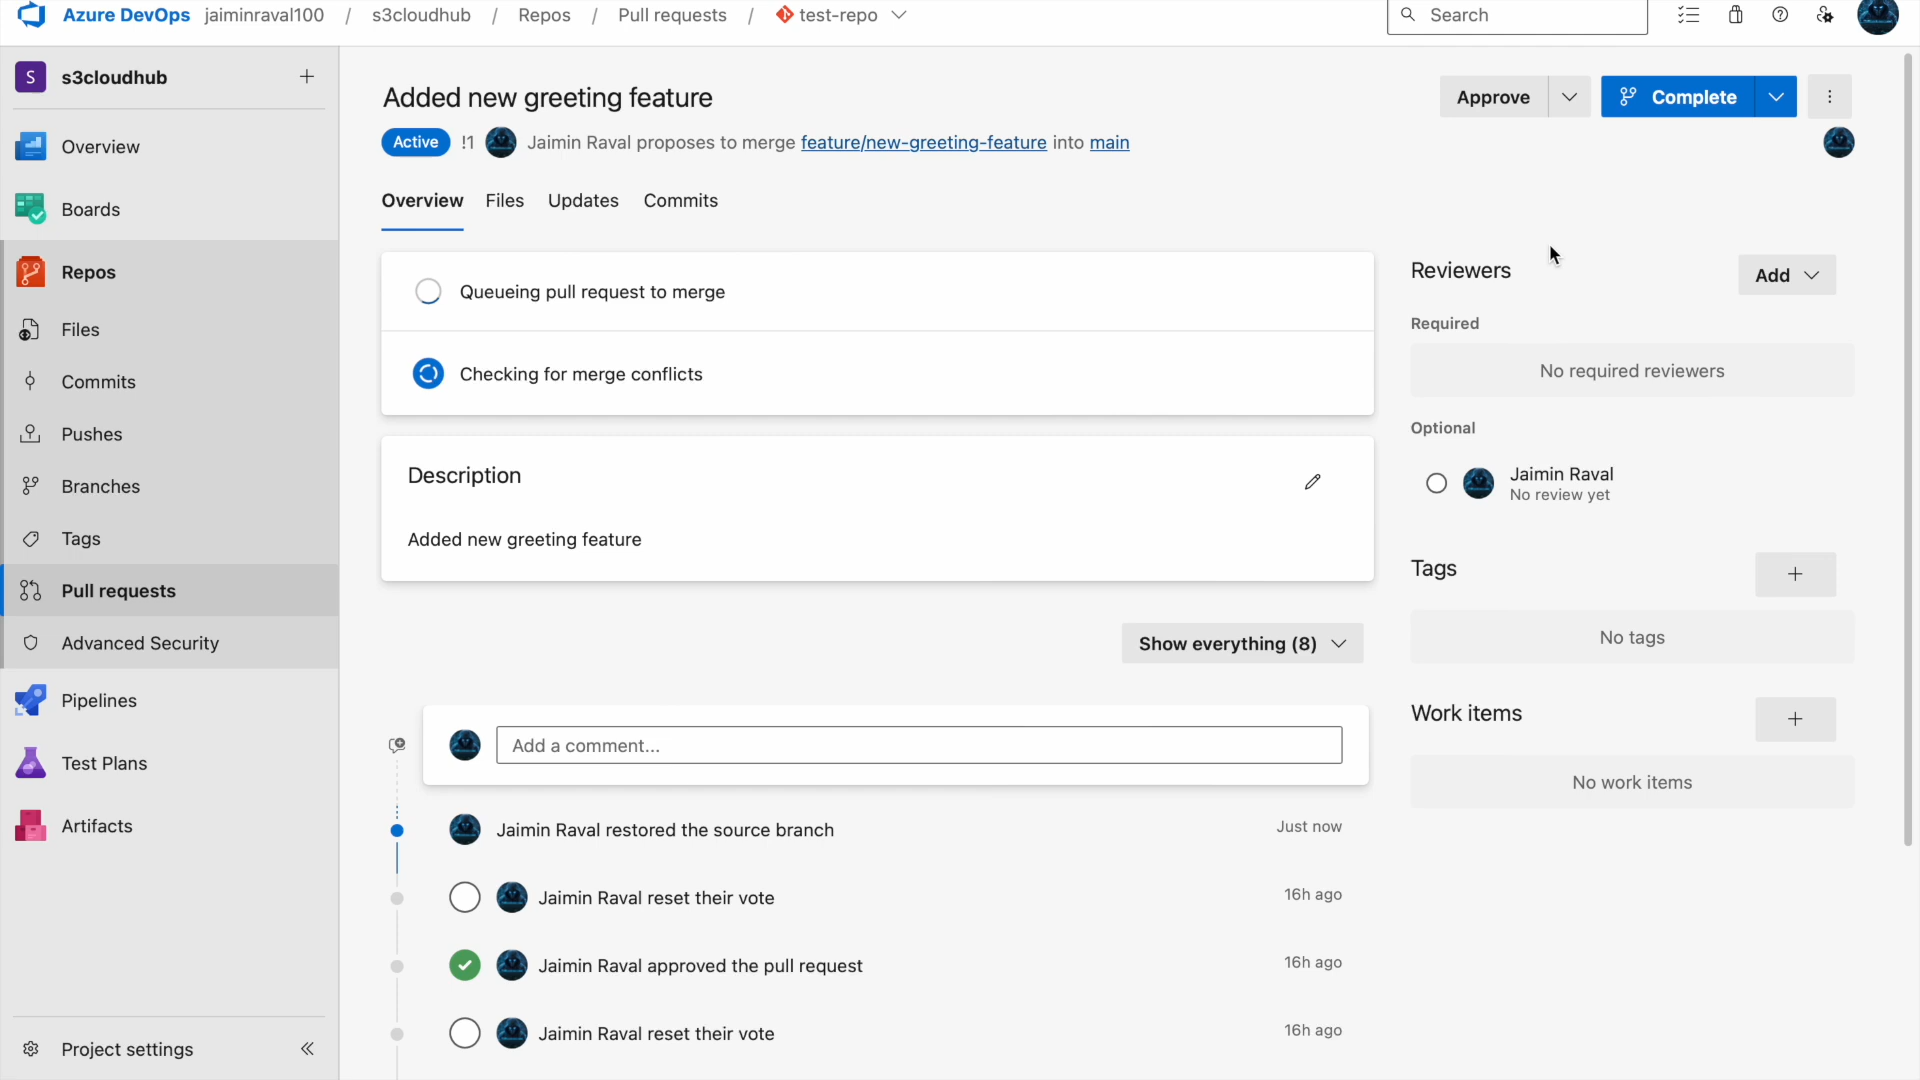 Azure DevOps jaiminraval100 / s3cloudhub / Repos / Pull requests / test-repo
Search
S s3cloudhub
Overview
Boards
Repos
Files
Commits
Pushes
Branches
Tags
Pull requests
Advanced Security
Pipelines
Test Plans
Artifacts
Project settings
Added new greeting feature
Approve
Complete
Active !1 Jaimin Raval proposes to merge feature/new-greeting-feature into main
Overview Files Updates Commits
Queueing pull request to merge
Checking for merge conflicts
Description
Added new greeting feature
Show everything (8)
Add a comment...
Jaimin Raval restored the source branch Just now
Jaimin Raval reset their vote 16h ago
Jaimin Raval approved the pull request 16h ago
Jaimin Raval reset their vote 16h ago
Reviewers
Add
Required
No required reviewers
Optional
Jaimin Raval
No review yet
Tags
No tags
Work items
No work items